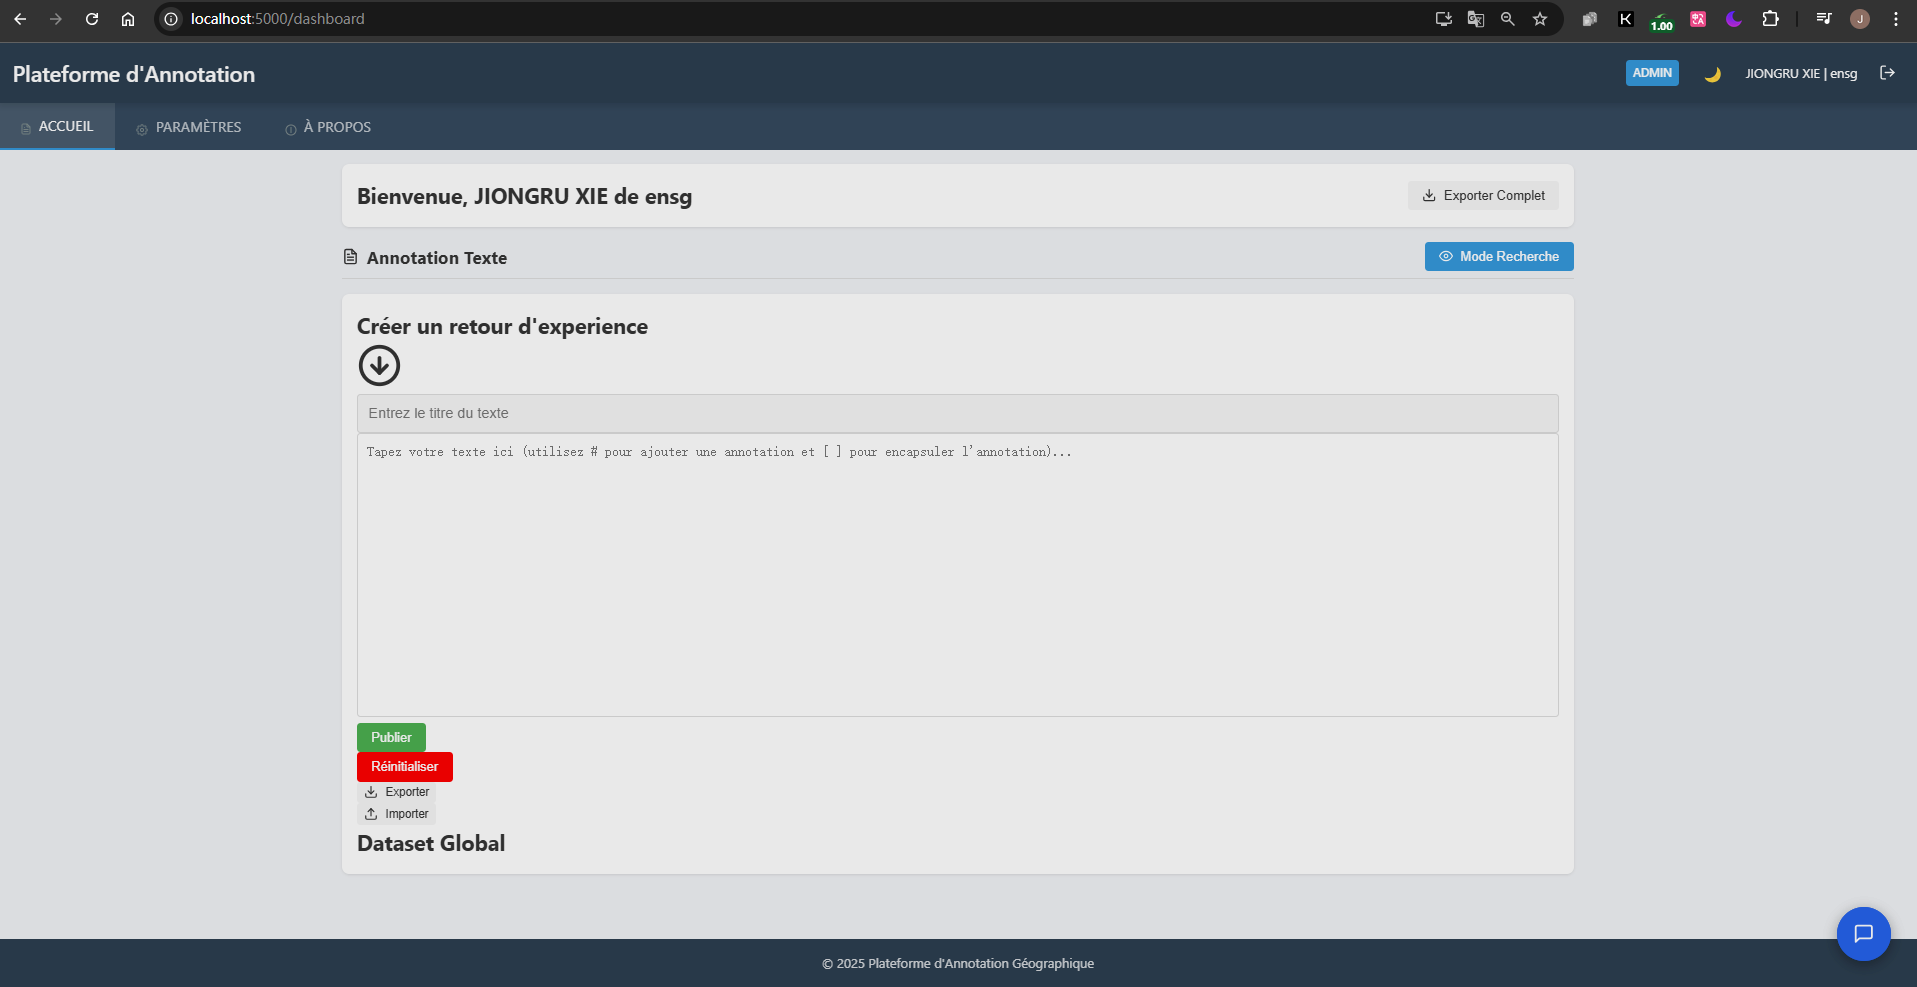 localhost:5000/dashboard
1.00
J
Plateforme d'Annotation
ADMIN
JIONGRU XIE | ensg
ACCUEIL
PARAMÈTRES
À PROPOS
Bienvenue, JIONGRU XIE de ensg
Exporter Complet
Annotation Texte
Mode Recherche
Créer un retour d'experience
Entrez le titre du texte
Tapez votre texte ici (utilisez # pour ajouter une annotation et [ ] pour encapsuler l'annotation)...
Publier
Réinitialiser
Exporter
Importer
Dataset Global
© 2025 Plateforme d'Annotation Géographique